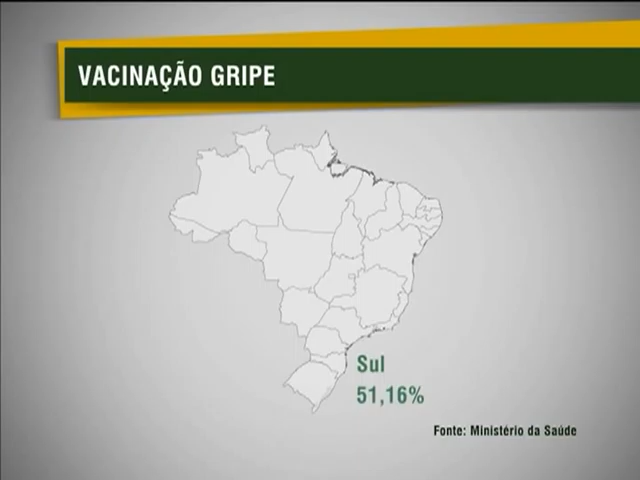 VACINAÇÃO GRIPE
Sul
51,16%
Fonte: Ministério da Saúde